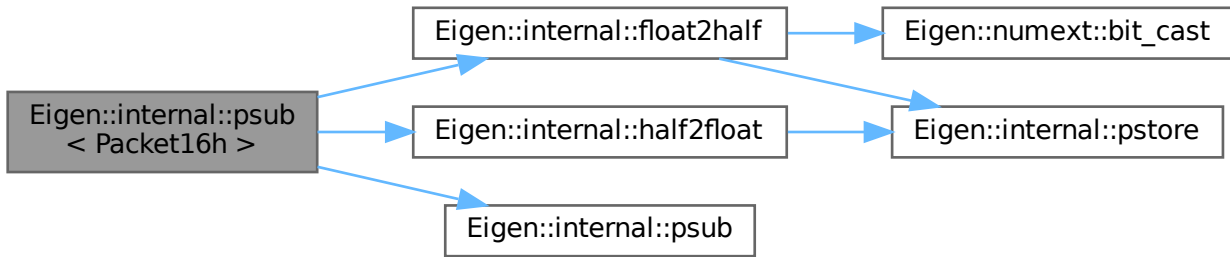 Eigen::internal::psub
< Packet16h >
Eigen::internal::float2half
Eigen::numext::bit_cast
Eigen::internal::half2float
Eigen::internal::pstore
Eigen::internal::psub